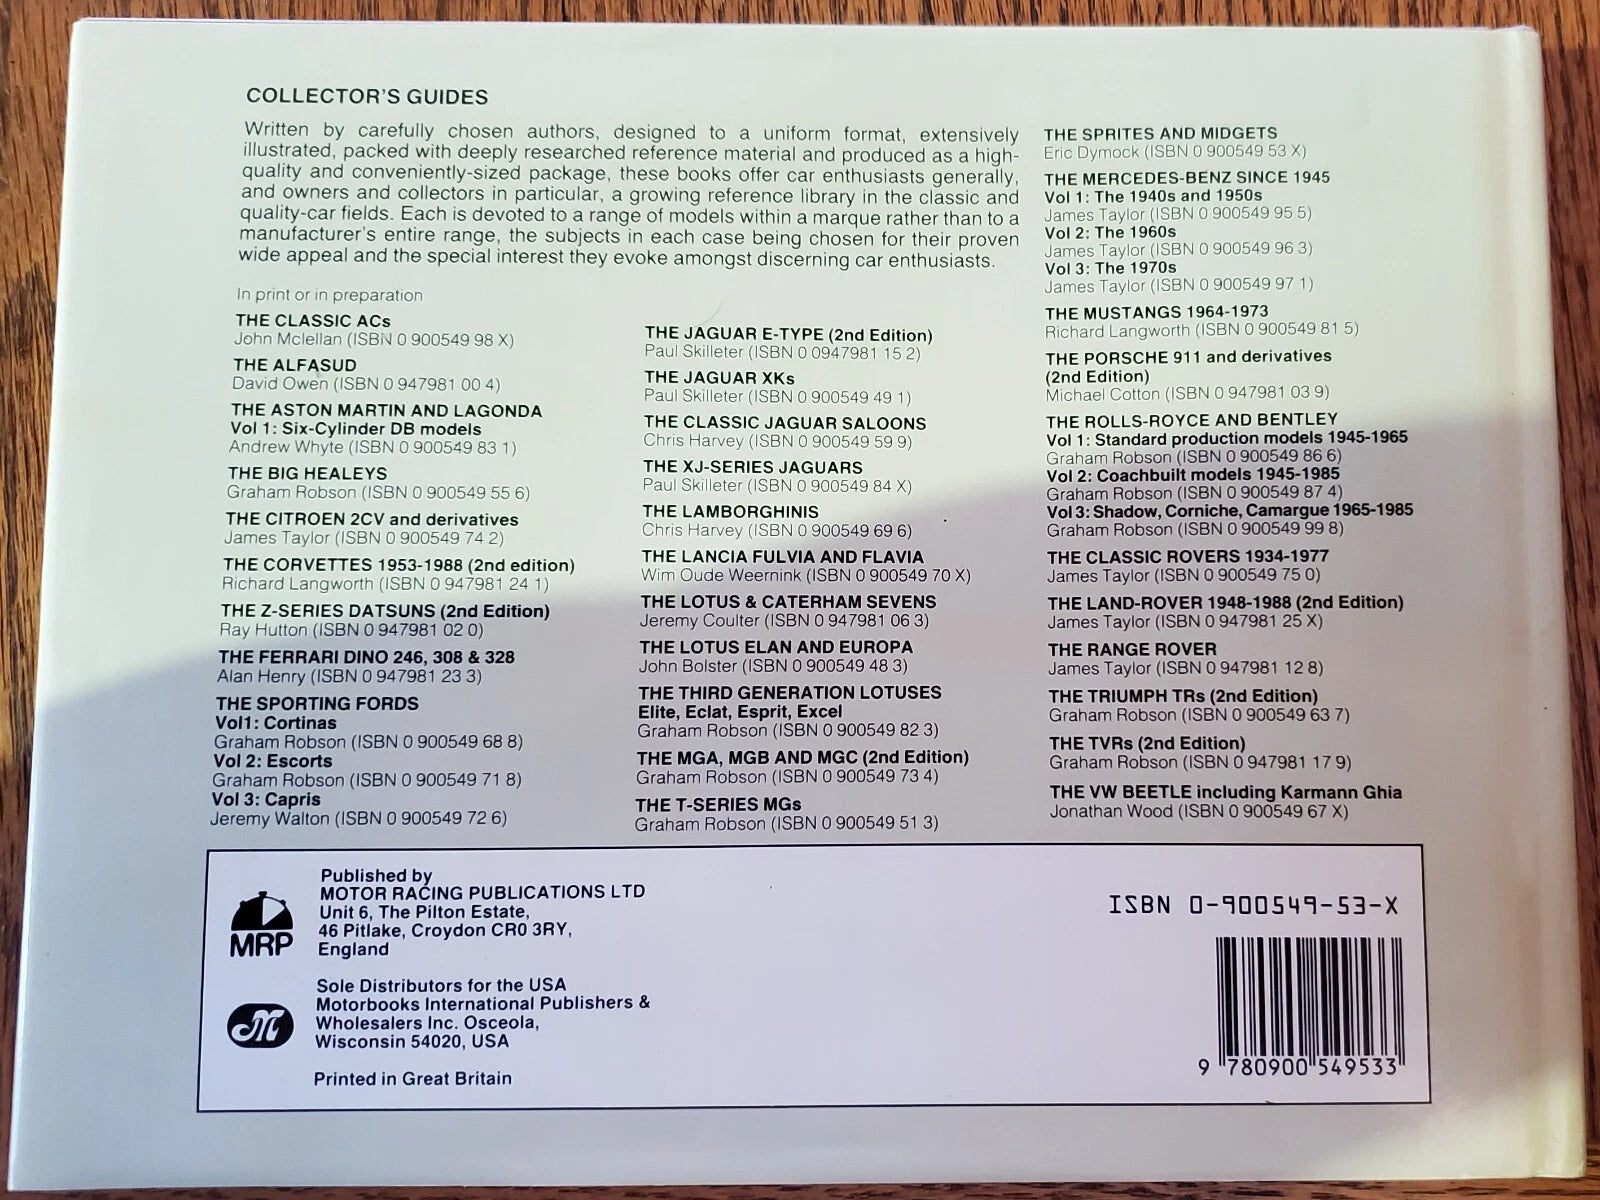 COLLECTOR'S GUIDES
Written by carefully chosen authors, designed to a uniform format, extensively
illustrated, packed with deeply researched reference material and produced as a high-
quality and conveniently-sized package, these books offer car enthusiasts generally,
and owners and collectors in particular, a growing reference library in the classic and
quality-car fields. Each is devoted to a range of models within a marque rather than to a
manufacturer's entire range, the subjects in each case being chosen for their proven
wide appeal and the special interest they evoke amongst discerning car enthusiasts.
In print or in preparation
THE CLASSIC ACs
John Mclellan (ISBN 0 900549 98 X)
THE ALFASUD
David Owen (ISBN 0 947981 00 4)
THE ASTON MARTIN AND LAGONDA
Vol 1: Six-Cylinder DB models
Andrew Whyte (ISBN 0 900549 83 1)
THE BIG HEALEYS
Graham Robson (ISBN 0 900549 55 6)
THE CITROEN 2CV and derivatives
James Taylor (ISBN 0 900549 74 2)
THE CORVETTES 1953-1988 (2nd edition)
Richard Langworth (ISBN 0 947981 24 1)
THE Z-SERIES DATSUNS (2nd Edition)
Ray Hutton (ISBN 0 947981 02 0)
THE FERRARI DINO 246, 308 & 328
Alan Henry (ISBN 0 947981 23 3)
THE SPORTING FORDS
Vol1: Cortinas
Graham Robson (ISBN 0 900549 68 8)
Vol 2: Escorts
Graham Robson (ISBN 0 900549 71 8)
Vol 3: Capris
Jeremy Walton (ISBN 0 900549 72 6)
THE JAGUAR E-TYPE (2nd Edition)
Paul Skilleter (ISBN 0 0947981 15 2)
THE JAGUAR XKs
Paul Skilleter (ISBN 0 900549 49 1)
THE CLASSIC JAGUAR SALOONS
Chris Harvey (ISBN 0 900549 59 9)
THE XJ-SERIES JAGUARS
Paul Skilleter (ISBN 0 900549 84 X)
THE LAMBORGHINIS
Chris Harvey (ISBN 0 900549 69 6)
THE LANCIA FULVIA AND FLAVIA
Wim Oude Weernink (ISBN 0 900549 70 X)
THE LOTUS & CATERHAM SEVENS
Jeremy Coulter (ISBN 0 947981 06 3)
THE LOTUS ELAN AND EUROPA
John Bolster (ISBN 0 900549 48 3)
THE THIRD GENERATION LOTUSES
Elite, Eclat, Esprit, Excel
Graham Robson (ISBN 0 900549 82 3)
THE MGA, MGB AND MGC (2nd Edition)
Graham Robson (ISBN 0 900549 73 4)
THE T-SERIES MGs
Graham Robson (ISBN 0 900549 51 3)
THE SPRITES AND MIDGETS
Eric Dymock (ISBN 0 900549 53 X)
THE MERCEDES-BENZ SINCE 1945
Vol 1: The 1940s and 1950s
James Taylor (ISBN 0 900549 95 5)
Vol 2: The 1960s
James Taylor (ISBN 0 900549 96 3)
Vol 3: The 1970s
James Taylor (ISBN 0 900549 97 1)
THE MUSTANGS 1964-1973
Richard Langworth (ISBN 0 900549 81 5)
THE PORSCHE 911 and derivatives
(2nd Edition)
Michael Cotton (ISBN 0 947981 03 9)
THE ROLLS-ROYCE AND BENTLEY
Vol 1: Standard production models 1945-1965
Graham Robson (ISBN 0 900549 86 6)
Vol 2: Coachbuilt models 1945-1985
Graham Robson (ISBN 0 900549 87 4)
Vol 3: Shadow, Corniche, Camargue 1965-1985
Graham Robson (ISBN 0 900549 99 8)
THE CLASSIC ROVERS 1934-1977
James Taylor (ISBN 0 900549 75 0)
THE LAND-ROVER 1948-1988 (2nd Edition)
James Taylor (ISBN 0 947981 25 X)
THE RANGE ROVER
James Taylor (ISBN 0 947981 12 8)
THE TRIUMPH TRs (2nd Edition)
Graham Robson (ISBN 0 900549 63 7)
THE TVRs (2nd Edition)
Graham Robson (ISBN 0 947981 17 9)
THE VW BEETLE including Karmann Ghia
Jonathan Wood (ISBN 0 900549 67 X)
MRP
Published by
MOTOR RACING PUBLICATIONS LTD
Unit 6, The Pilton Estate,
46 Pitlake, Croydon CR0 3RY,
England
M
Sole Distributors for the USA
Motorbooks International Publishers &
Wholesalers Inc. Osceola,
Wisconsin 54020, USA
Printed in Great Britain
ISBN 0-900549-53-X
9 780900 549533